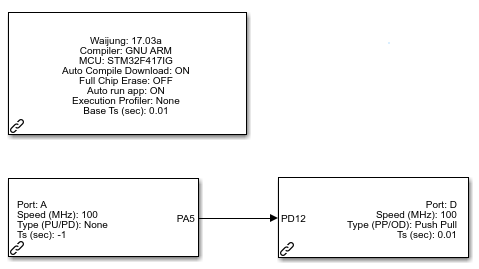 Waijung: 17.03a
Compiler: GNU ARM
MCU: STM32F417IG
Auto Compile Download: ON
Full Chip Erase: OFF
Auto run app: ON
Execution Profiler: None
Base Ts (sec): 0.01
Port: A
Speed (MHz): 100
Type (PU/PD): None
Ts (sec): -1
PA5
PD12
Port: D
Speed (MHz): 100
Type (PP/OD): Push Pull
Ts (sec): 0.01